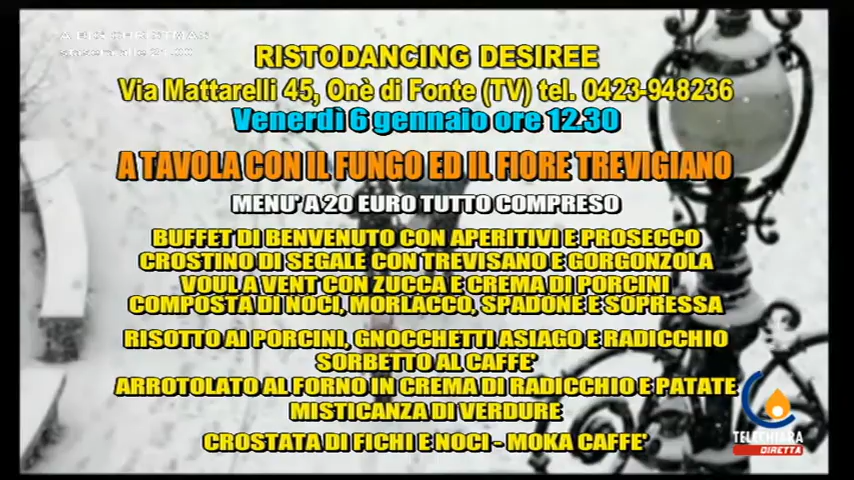 RISTODANCING DESIREE
Via Mattarelli 45, Onè di Fonte (TV) tel. 0423-948236
Venerdì 6 gennaio ore 12.30
A TAVOLA CON IL FUNGO ED IL FIORE TREVIGIANO
MENU' A 20 EURO TUTTO COMPRESO
BUFFET DI BENVENUTO CON APERITIVI E PROSECCO
CROSTINO DI SEGALE CON TREVISANO E GORGONZOLA
VOUL A VENT CON ZUCCA E CREMA DI PORCINI
COMPOSTA DI NOCI, MORLACCO, SPADONE E SOPRESSA
RISOTTO AI PORCINI, GNOCCHETTI ASIAGO E RADICCHIO
SORBETTO AL CAFFE'
ARROTOLATO AL FORNO IN CREMA DI RADICCHIO E PATATE
MISTICANZA DI VERDURE
CROSTATA DI FICHI E NOCI - MOKA CAFFE'
TELECHIARA
DIRETTA